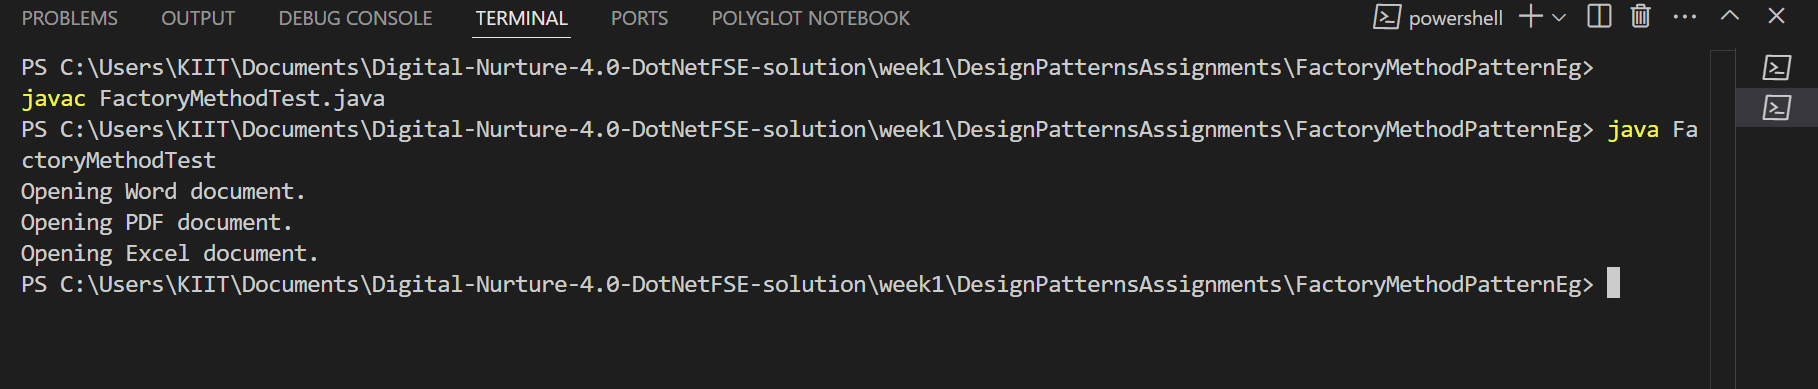 PROBLEMS OUTPUT DEBUG CONSOLE TERMINAL PORTS POLYGLOT NOTEBOOK powershell
PS C:\Users\KIIT\Documents\Digital-Nurture-4.0-DotNetFSE-solution\week1\DesignPatternsAssignments\FactoryMethodPatternEg>
javac FactoryMethodTest.java
PS C:\Users\KIIT\Documents\Digital-Nurture-4.0-DotNetFSE-solution\week1\DesignPatternsAssignments\FactoryMethodPatternEg> java Fa
ctoryMethodTest
Opening Word document.
Opening PDF document.
Opening Excel document.
PS C:\Users\KIIT\Documents\Digital-Nurture-4.0-DotNetFSE-solution\week1\DesignPatternsAssignments\FactoryMethodPatternEg>